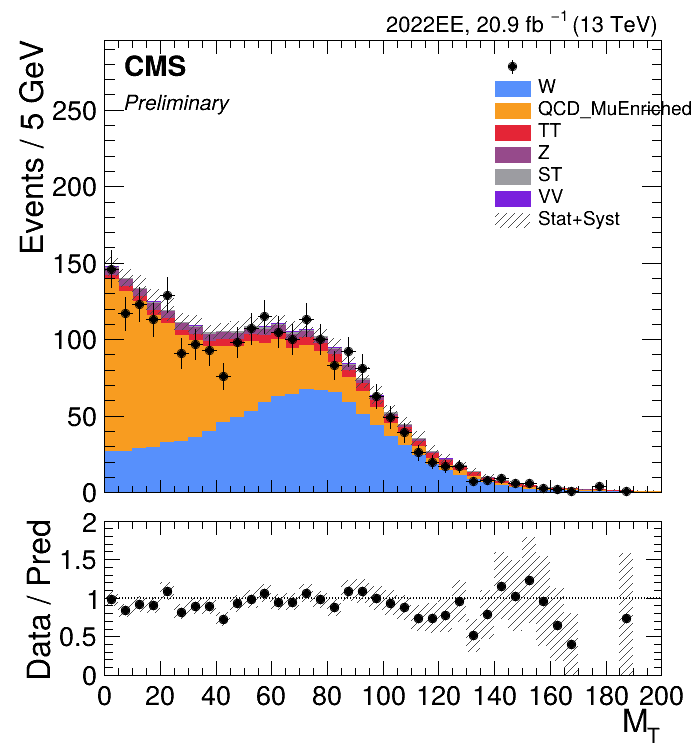 2022EE, 20.9 fb⁻¹ (13 TeV)
CMS
Preliminary
W
QCD_MuEnriched
TT
Z
ST
VV
Stat+Syst
Events / 5 GeV
250
200
150
100
50
0
Data / Pred
2
1.5
1
0.5
0
0 20 40 60 80 100 120 140 160 180 200
M_T